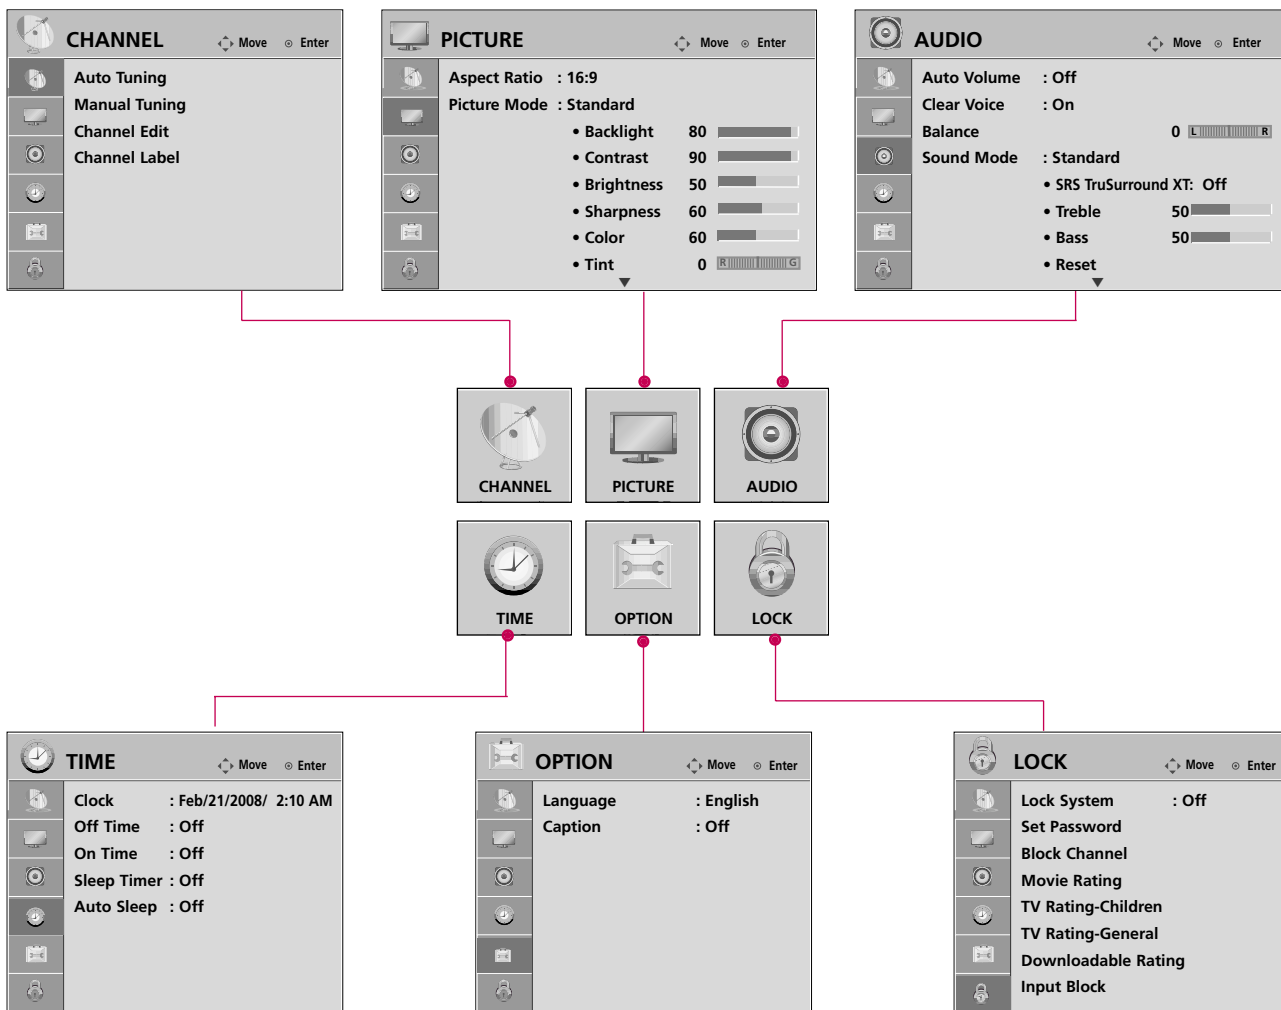 CHANNEL Move Enter
Auto Tuning
Manual Tuning
Channel Edit
Channel Label
PICTURE Move Enter
Aspect Ratio : 16:9
Picture Mode : Standard
• Backlight 80
• Contrast 90
• Brightness 50
• Sharpness 60
• Color 60
• Tint 0 R G
AUDIO Move Enter
Auto Volume : Off
Clear Voice : On
Balance 0 L R
Sound Mode : Standard
• SRS TruSurround XT: Off
• Treble 50
• Bass 50
• Reset
CHANNEL
PICTURE
AUDIO
TIME
OPTION
LOCK
TIME Move Enter
Clock : Feb/21/2008/ 2:10 AM
Off Time : Off
On Time : Off
Sleep Timer : Off
Auto Sleep : Off
OPTION Move Enter
Language : English
Caption : Off
LOCK Move Enter
Lock System : Off
Set Password
Block Channel
Movie Rating
TV Rating-Children
TV Rating-General
Downloadable Rating
Input Block